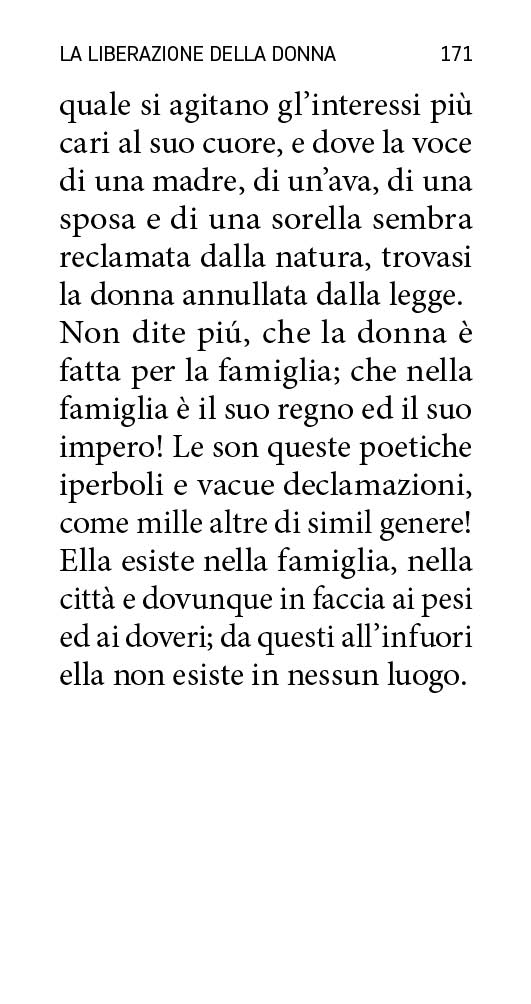 LA LIBERAZIONE DELLA DONNA 171
quale si agitano gl’interessi più
cari al suo cuore, e dove la voce
di una madre, di un’ava, di una
sposa e di una sorella sembra
reclamata dalla natura, trovasi
la donna annullata dalla legge.
Non dite piú, che la donna è
fatta per la famiglia; che nella
famiglia è il suo regno ed il suo
impero! Le son queste poetiche
iperboli e vacue declamazioni,
come mille altre di simil genere!
Ella esiste nella famiglia, nella
città e dovunque in faccia ai pesi
ed ai doveri; da questi all’infuori
ella non esiste in nessun luogo.